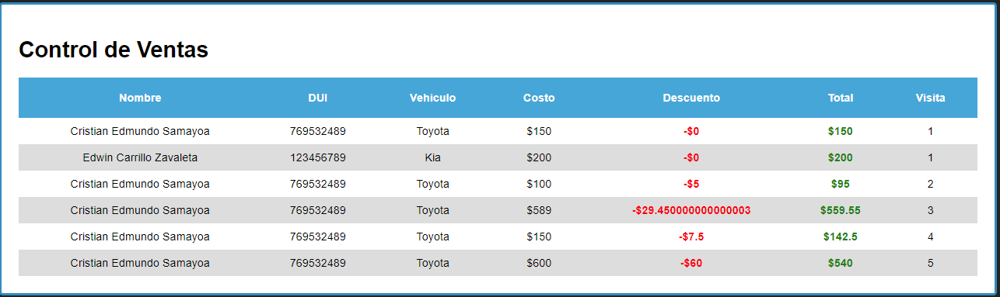 Control de Ventas
Nombre DUI Vehículo Costo Descuento Total Visita
Cristian Edmundo Samayoa 769532489 Toyota $150 -$0 $150 1
Edwin Carrillo Zavaleta 123456789 Kia $200 -$0 $200 1
Cristian Edmundo Samayoa 769532489 Toyota $100 -$5 $95 2
Cristian Edmundo Samayoa 769532489 Toyota $589 -$29.450000000000003 $559.55 3
Cristian Edmundo Samayoa 769532489 Toyota $150 -$7.5 $142.5 4
Cristian Edmundo Samayoa 769532489 Toyota $600 -$60 $540 5